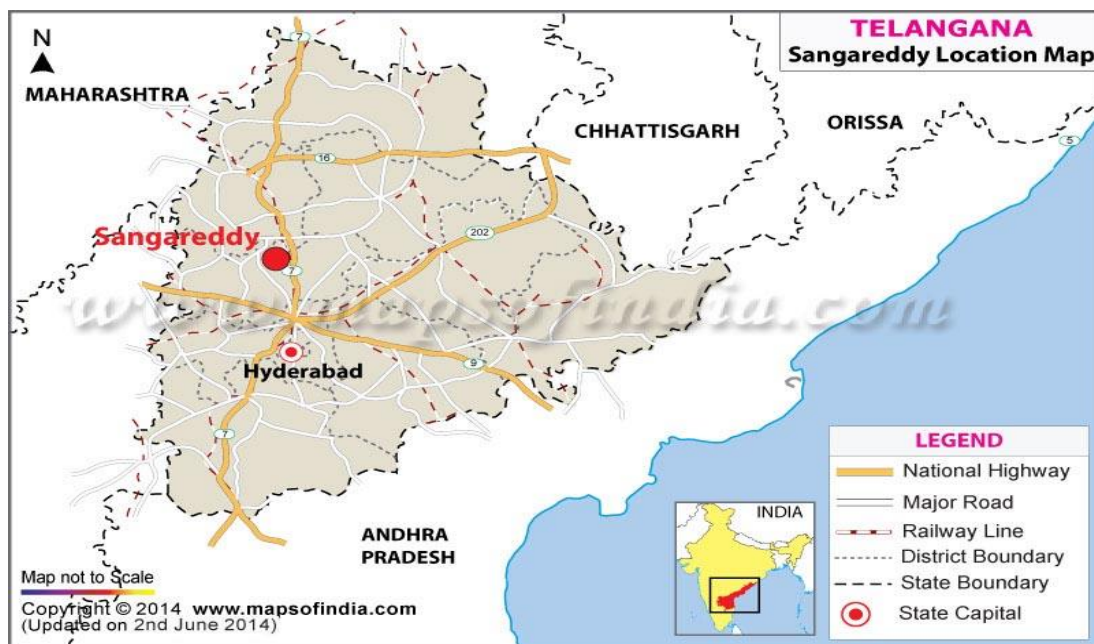 TELANGANA
Sangareddy Location Map
N
7
MAHARASHTRA
CHHATTISGARH
ORISSA
5
16
202
Sangareddy
7
www.mapsofindia.com
Hyderabad
9
7
ANDHRA
PRADESH
LEGEND
National Highway
Major Road
Railway Line
District Boundary
State Boundary
State Capital
INDIA
Map not to Scale
Copyright © 2014 www.mapsofindia.com
(Updated on 2nd June 2014)